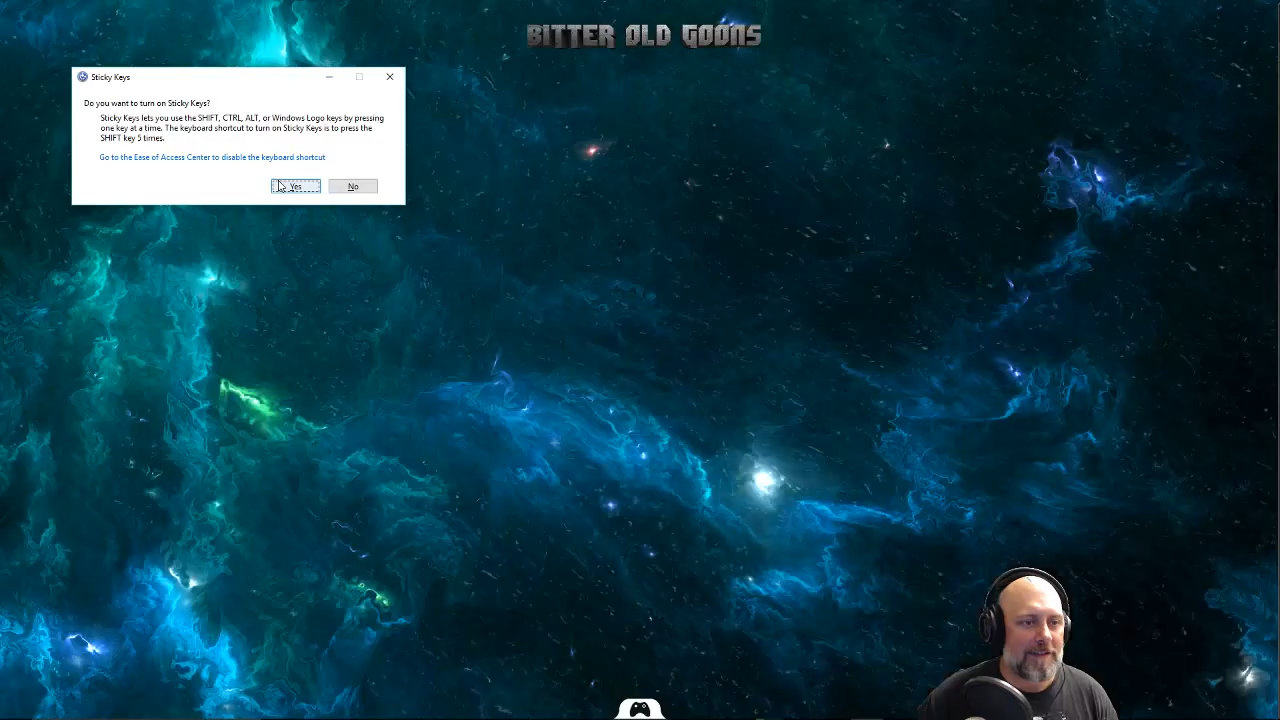 BITTER OLD GOONS
Sticky Keys
Do you want to turn on Sticky Keys?
Sticky Keys lets you use the SHIFT, CTRL, ALT, or Windows Logo keys by pressing
one key at a time. The keyboard shortcut to turn on Sticky Keys is to press the
SHIFT key 5 times.
Go to the Ease of Access Center to disable the keyboard shortcut
Yes No